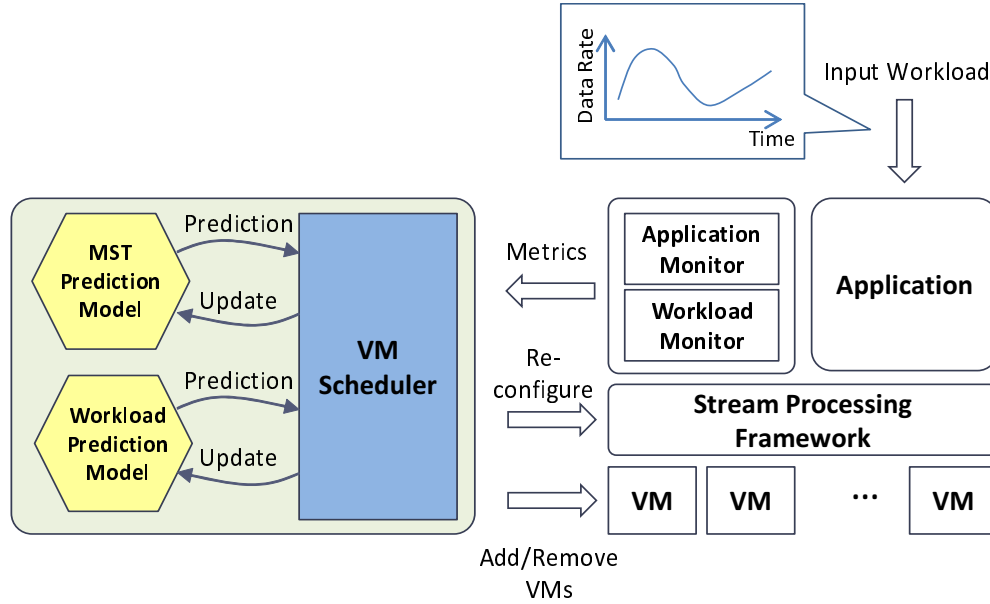 Data Rate
Time
Input Workload
MST
Prediction
Model
Prediction
Update
Workload
Prediction
Model
Prediction
Update
VM
Scheduler
Metrics
Re-
configure
Add/Remove
VMs
Application
Monitor
Workload
Monitor
Application
Stream Processing
Framework
VM
VM
...
VM